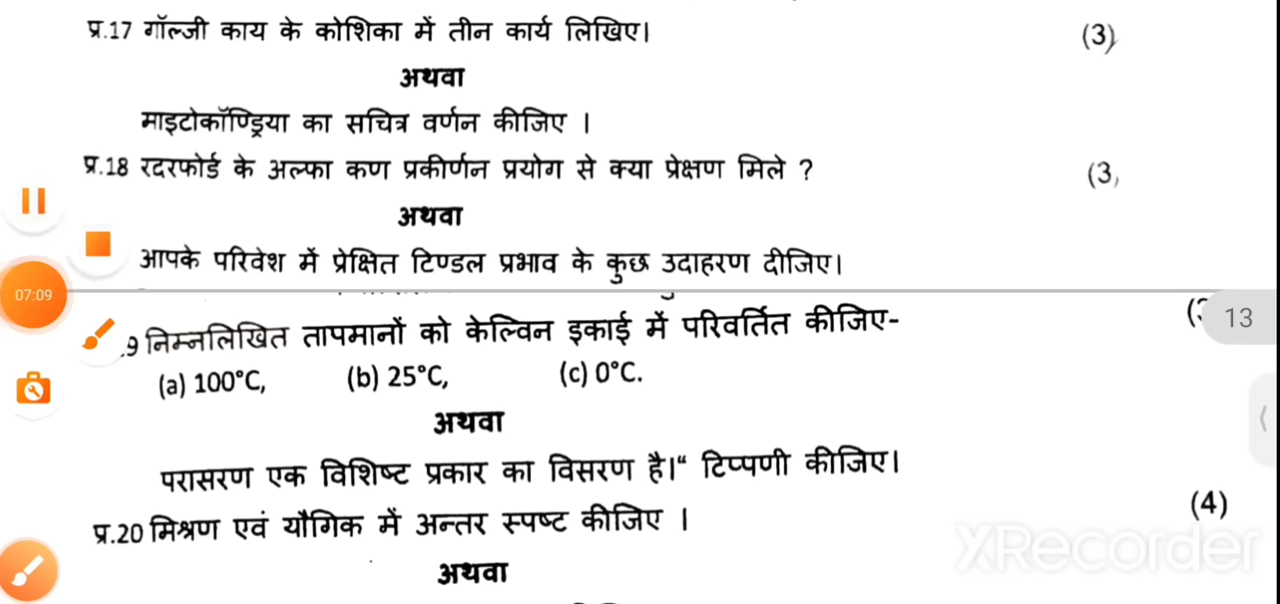 प्र.17 गॉल्जी काय के कोशिका में तीन कार्य लिखिए। (3)
अथवा
माइटोकॉण्ड्रिया का सचित्र वर्णन कीजिए ।
प्र.18 रदरफोर्ड के अल्फा कण प्रकीर्णन प्रयोग से क्या प्रेक्षण मिले ? (3,
अथवा
आपके परिवेश में प्रेक्षित टिण्डल प्रभाव के कुछ उदाहरण दीजिए।
07:09
.9 निम्नलिखित तापमानों को केल्विन इकाई में परिवर्तित कीजिए-
13
(a) 100°C, (b) 25°C, (c) 0°C.
अथवा
परासरण एक विशिष्ट प्रकार का विसरण है।“ टिप्पणी कीजिए।
प्र.20 मिश्रण एवं यौगिक में अन्तर स्पष्ट कीजिए । (4)
XRecorder
अथवा